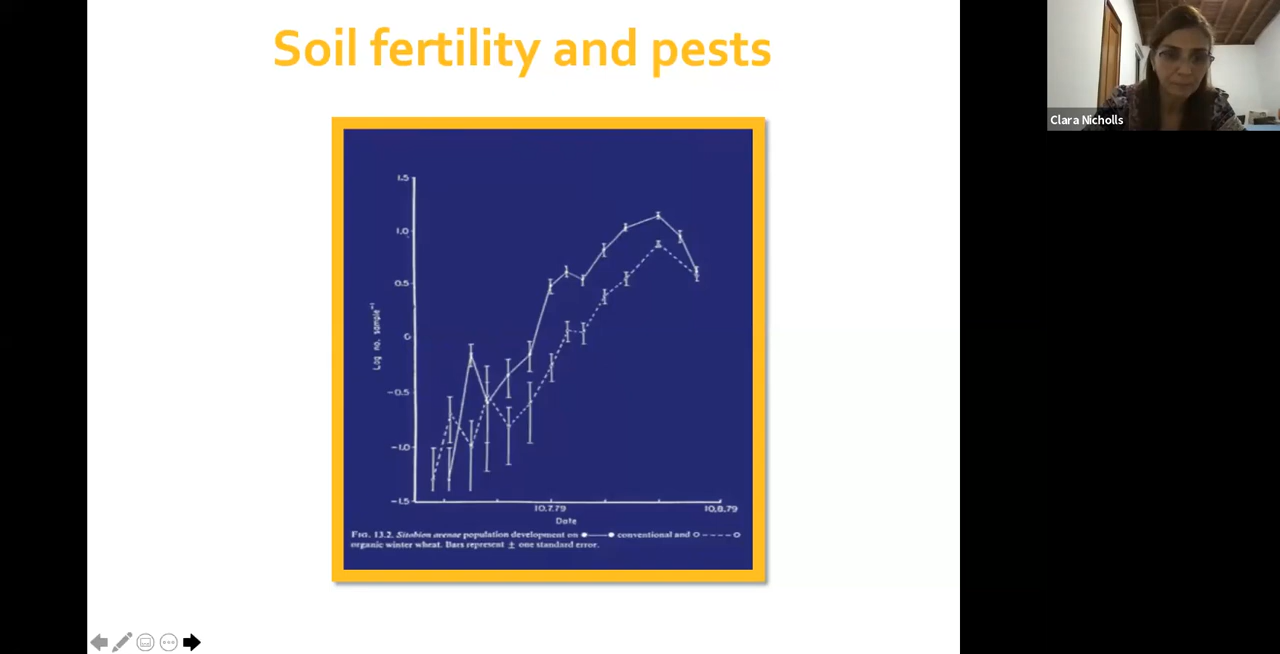 Soil fertility and pests
Clara Nicholls
1.5
1.0
0.5
0
-0.5
-1.0
-1.5
Log no. sample⁻¹
10.7.79
10.8.79
Date
FIG. 13.2. Sitobion avenae population development on ●——● conventional and ○----○
organic winter wheat. Bars represent ± one standard error.